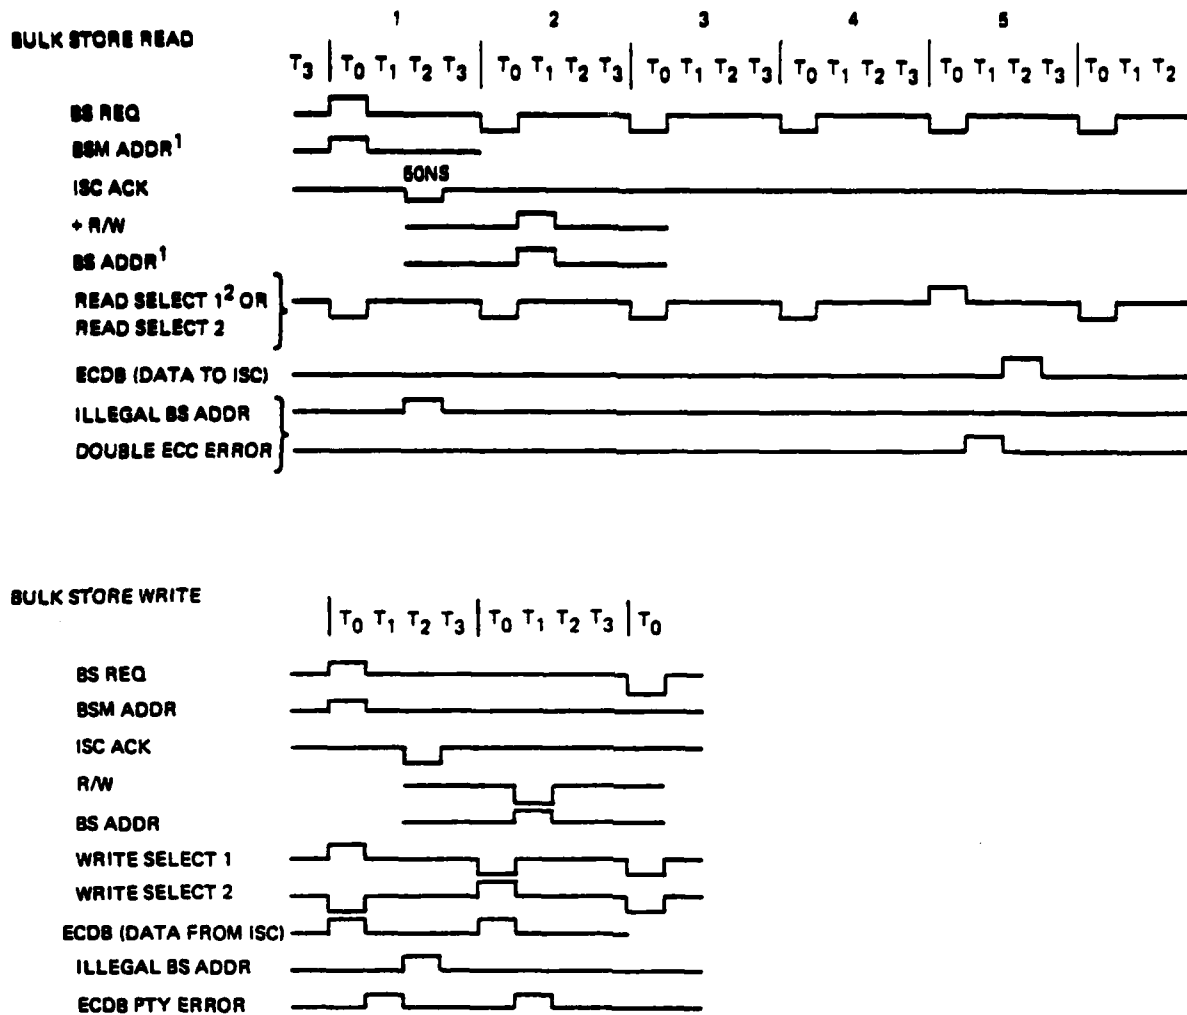 1 2 3 4 5
BULK STORE READ
T3 T0 T1 T2 T3 T0 T1 T2 T3 T0 T1 T2 T3 T0 T1 T2 T3 T0 T1 T2 T3 T0 T1 T2
BS REQ
BSM ADDR1
ISC ACK 50NS
+ R/W
BS ADDR1
READ SELECT 12 OR
READ SELECT 2
ECDB (DATA TO ISC)
ILLEGAL BS ADDR
DOUBLE ECC ERROR
BULK STORE WRITE
T0 T1 T2 T3 T0 T1 T2 T3 T0
BS REQ
BSM ADDR
ISC ACK
R/W
BS ADDR
WRITE SELECT 1
WRITE SELECT 2
ECDB (DATA FROM ISC)
ILLEGAL BS ADDR
ECDB PTY ERROR